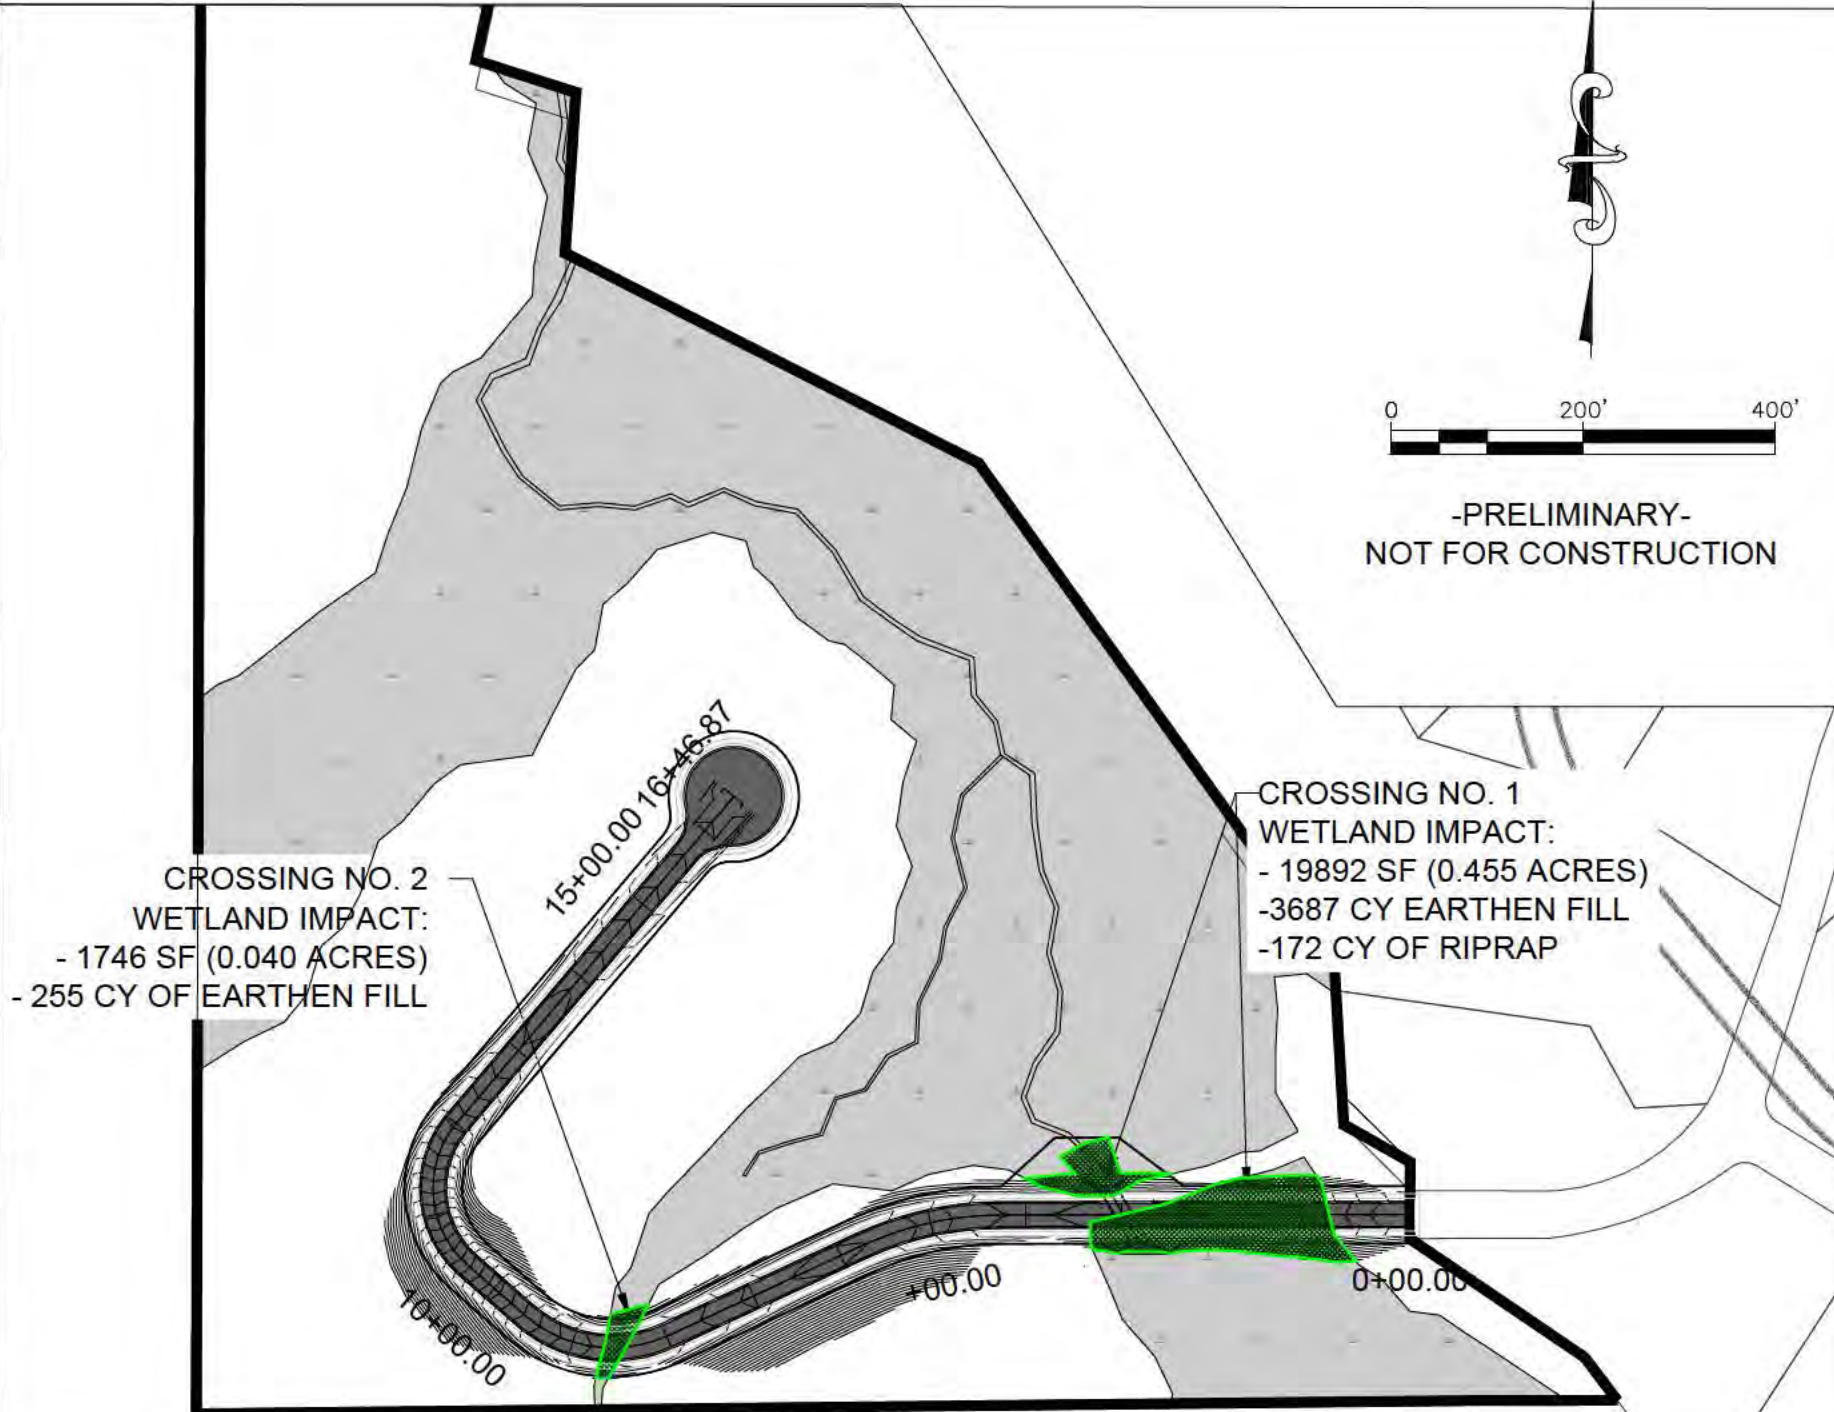 0 200' 400'
-PRELIMINARY-
NOT FOR CONSTRUCTION
16+46.87
15+00.00
CROSSING NO. 1
WETLAND IMPACT:
- 19892 SF (0.455 ACRES)
-3687 CY EARTHEN FILL
-172 CY OF RIPRAP
CROSSING NO. 2
WETLAND IMPACT:
- 1746 SF (0.040 ACRES)
- 255 CY OF EARTHEN FILL
+00.00
0+00.00
10+00.00